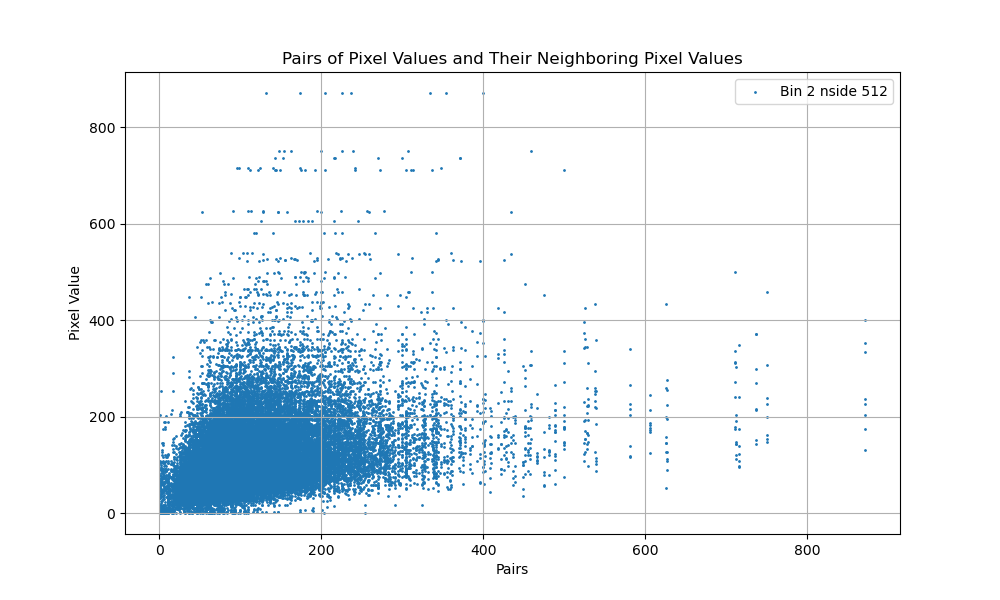 Pairs of Pixel Values and Their Neighboring Pixel Values
Bin 2 nside 512
800
600
400
200
0
Pixel Value
0 200 400 600 800
Pairs